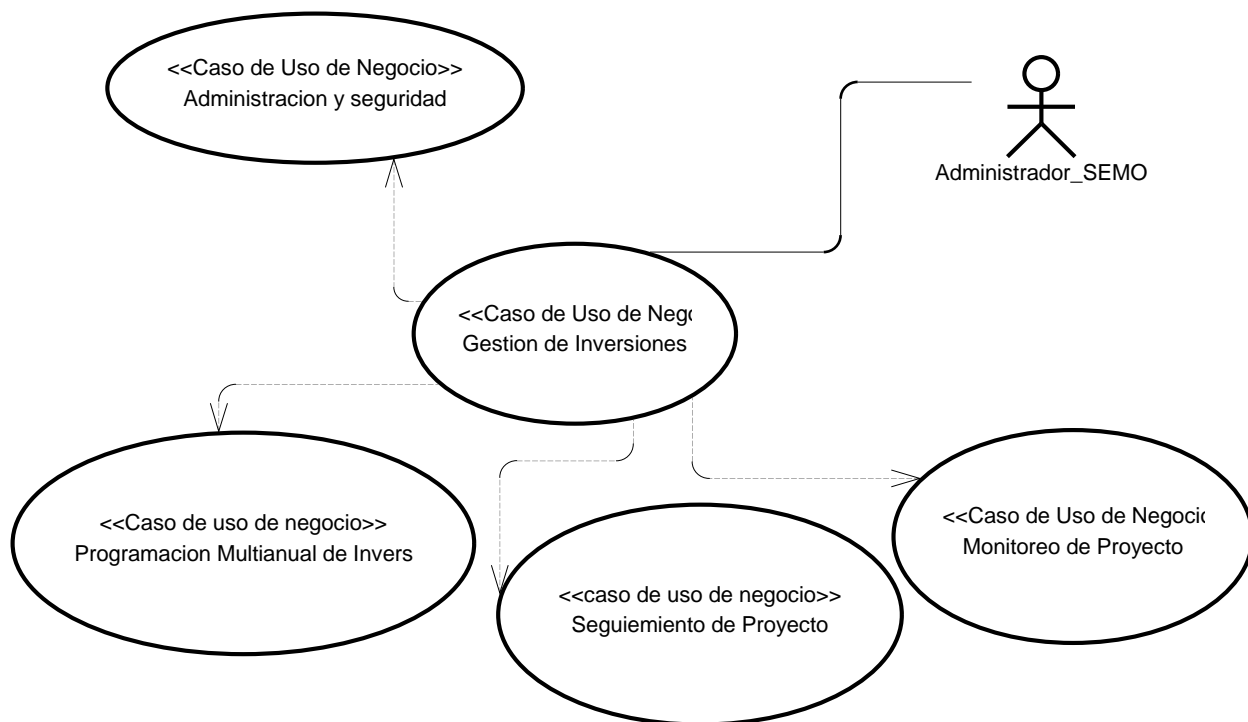 <<Caso de Uso de Negocio>>
Administracion y seguridad
Administrador_SEMO
<<Caso de Uso de Nego
Gestion de Inversiones
<<Caso de uso de negocio>>
Programacion Multianual de Invers
<<caso de uso de negocio>>
Seguiemiento de Proyecto
<<Caso de Uso de Negocio
Monitoreo de Proyecto